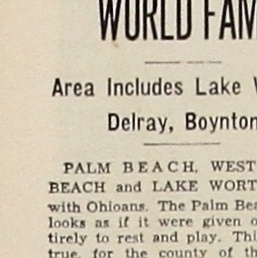 WORLD FAM
Area Includes Lake W
Delray, Boynton
PALM BEACH, WEST
BEACH and LAKE WORT
with Ohioans. The Palm Bea
looks as if it were given o
tirely to rest and play. Thi
true, for the county of th